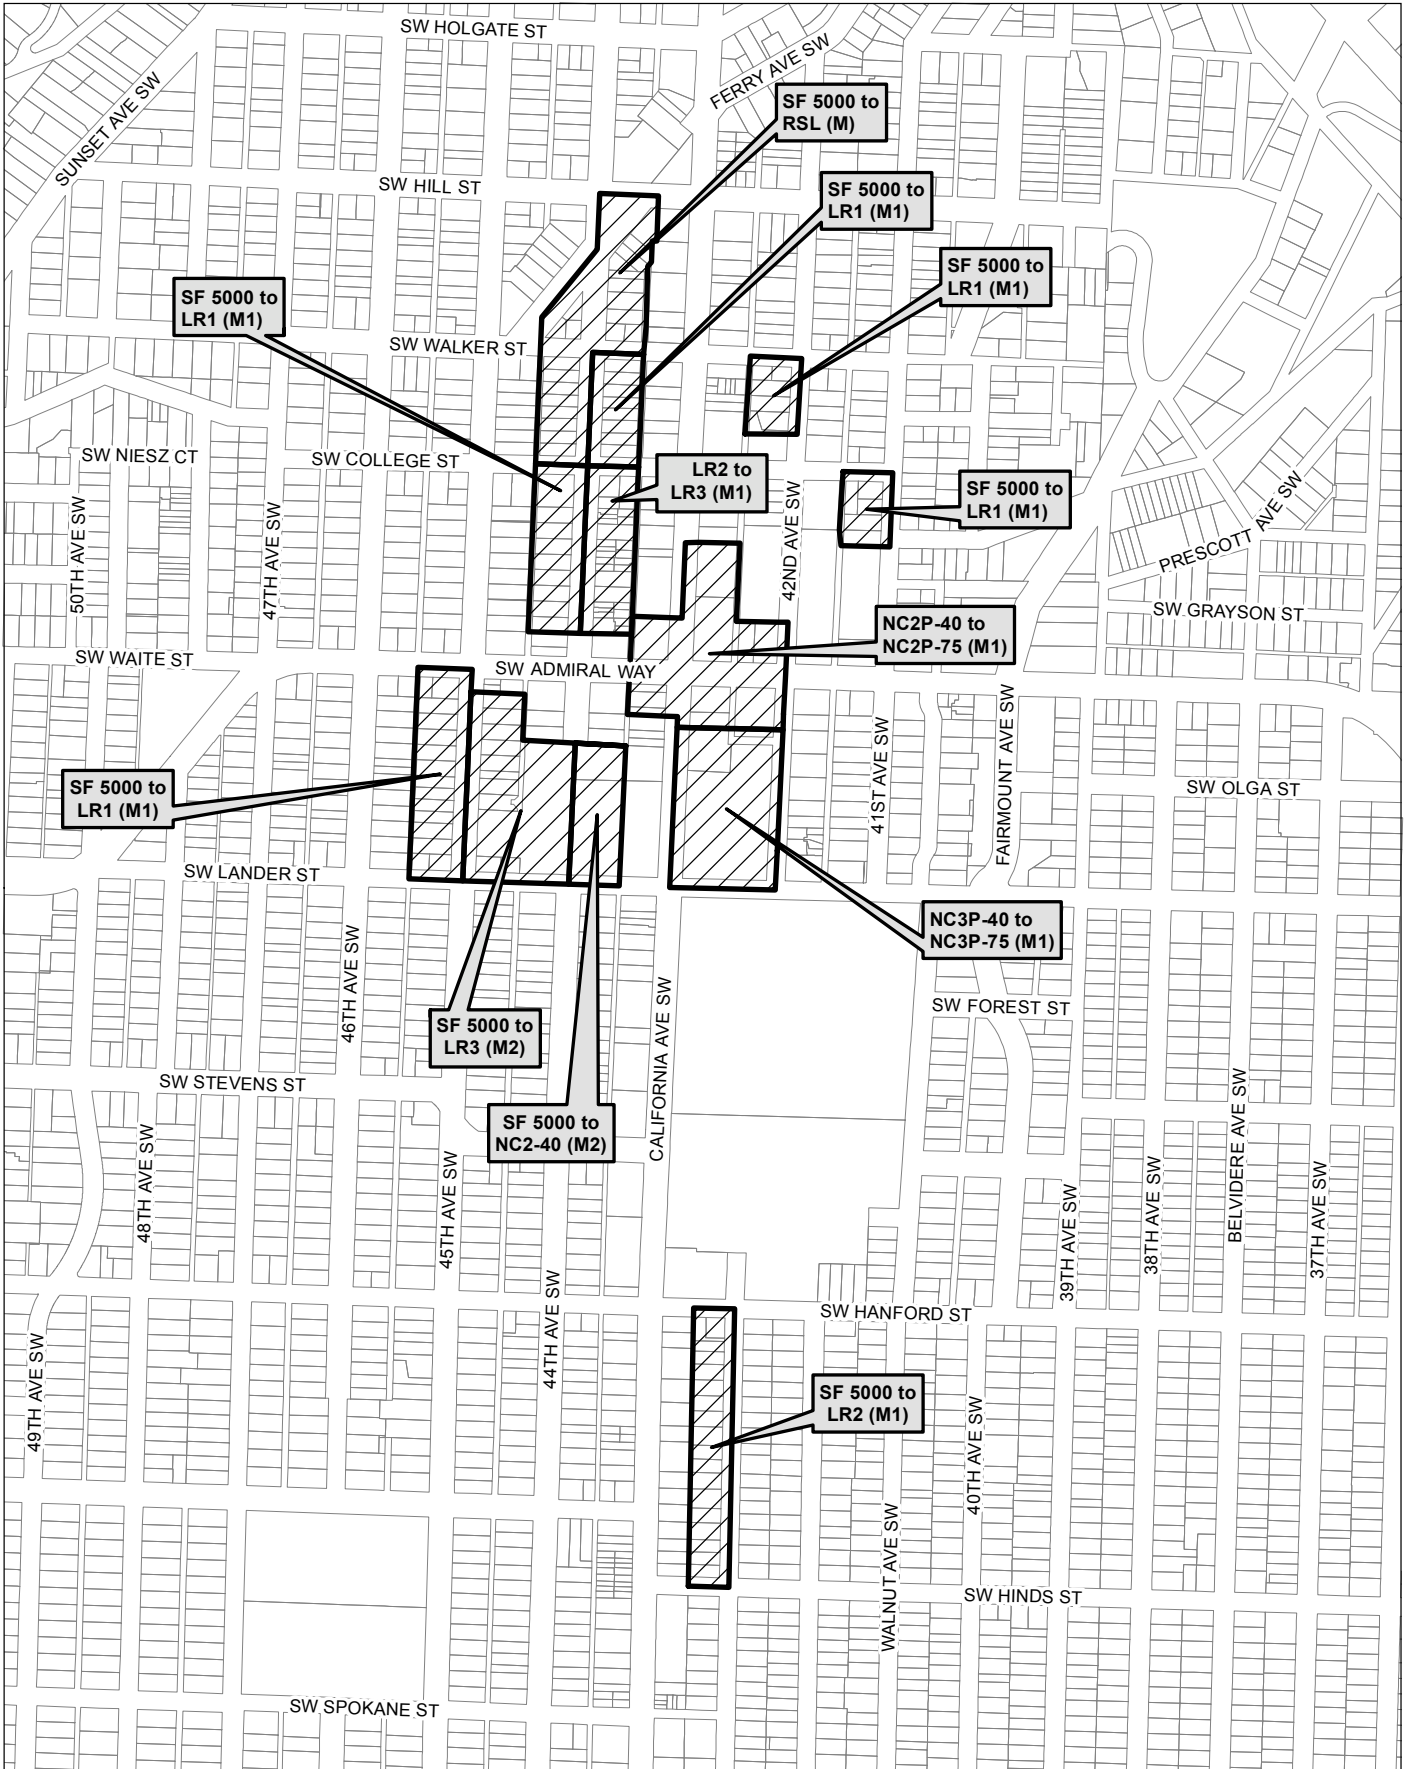 SW HOLGATE ST
FERRY AVE SW
SUNSET AVE SW
SF 5000 to
RSL (M)
SW HILL ST
SF 5000 to
LR1 (M1)
SF 5000 to
LR1 (M1)
SF 5000 to
LR1 (M1)
SW WALKER ST
SW NIESZ CT
SW COLLEGE ST
LR2 to
LR3 (M1)
SF 5000 to
LR1 (M1)
50TH AVE SW
47TH AVE SW
42ND AVE SW
PRESCOTT AVE SW
SW GRAYSON ST
NC2P-40 to
NC2P-75 (M1)
SW WAITE ST
SW ADMIRAL WAY
SF 5000 to
LR1 (M1)
41ST AVE SW
FAIRMOUNT AVE SW
SW OLGA ST
SW LANDER ST
NC3P-40 to
NC3P-75 (M1)
46TH AVE SW
CALIFORNIA AVE SW
SW FOREST ST
SF 5000 to
LR3 (M2)
SW STEVENS ST
SF 5000 to
NC2-40 (M2)
48TH AVE SW
45TH AVE SW
39TH AVE SW
38TH AVE SW
BELVIDERE AVE SW
37TH AVE SW
44TH AVE SW
SW HANFORD ST
49TH AVE SW
SF 5000 to
LR2 (M1)
40TH AVE SW
WALNUT AVE SW
SW HINDS ST
SW SPOKANE ST